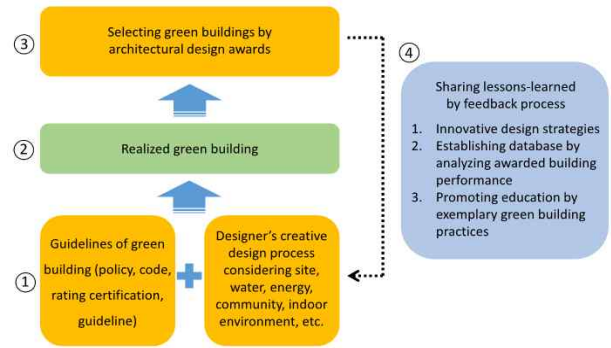 ③
Selecting green buildings by
architectural design awards
④
Sharing lessons-learned
by feedback process
1. Innovative design strategies
2. Establishing database by
analyzing awarded building
performance
3. Promoting education by
exemplary green building
practices
②
Realized green building
①
Guidelines of green
building (policy, code,
rating certification,
guideline)
Designer's creative
design process
considering site,
water, energy,
community, indoor
environment, etc.